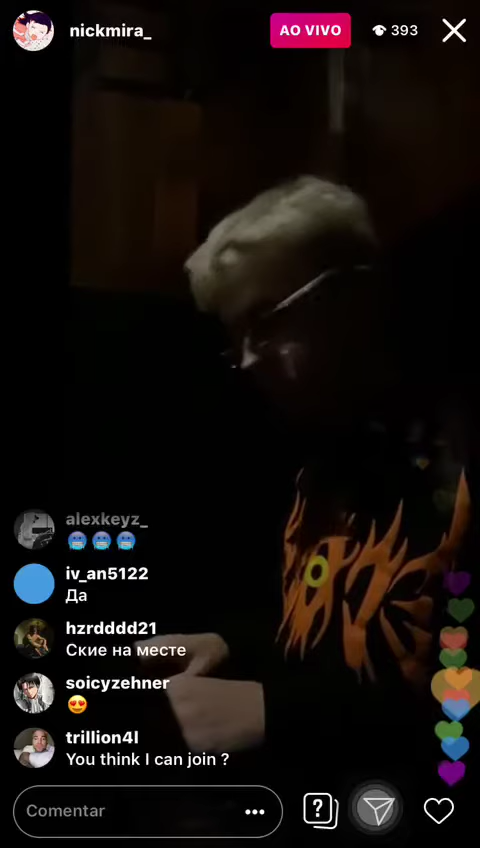 nickmira_
AO VIVO
393
alexkeyz_
iv_an5122
Да
hzrdddd21
Ские на месте
soicyzehner
trillion4l
You think I can join ?
Comentar